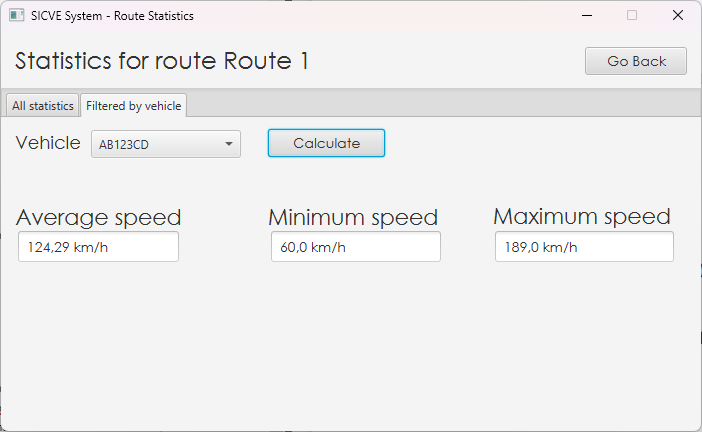 SICVE System - Route Statistics
Statistics for route Route 1
Go Back
All statistics
Filtered by vehicle
Vehicle
AB123CD
Calculate
Average speed
Minimum speed
Maximum speed
124,29 km/h
60,0 km/h
189,0 km/h